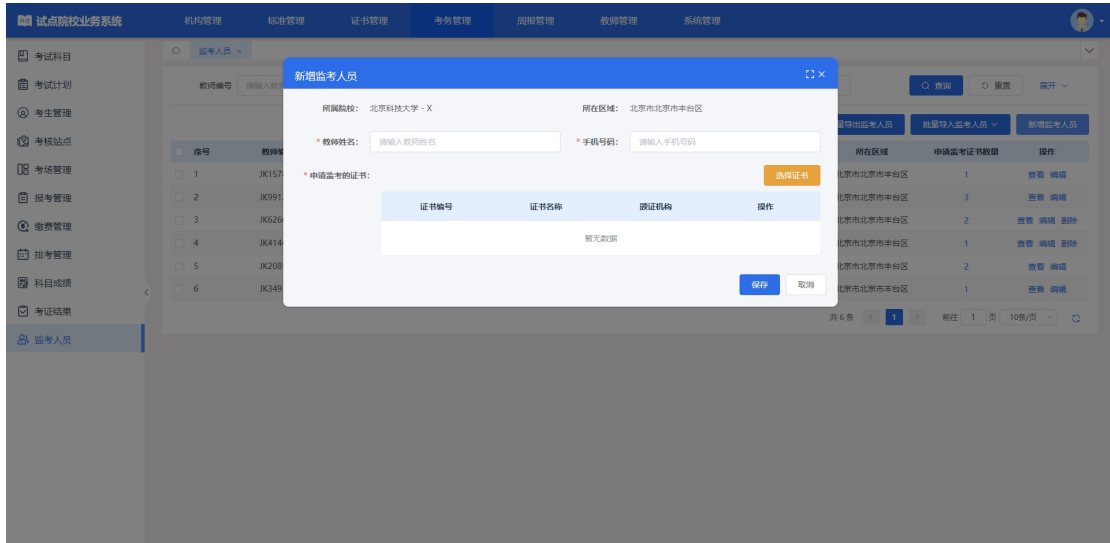 试点院校业务系统 机构管理 标准管理 证书管理 考务管理 周报管理 教师管理 系统管理
考试科目
考试计划
考生管理
考核站点
考场管理
报考管理
缴费管理
排考管理
科目成绩
考证结果
监考人员
监考人员 ×
教师编号 请输入教 查询 重置 展开
量导出监考人员 批量导入监考人员 新增监考人员
序号 教师编 所在区域 申请监考证书数量 操作
1 JK157 北京市北京市丰台区 1 查看 编辑
2 JK991 北京市北京市丰台区 3 查看 编辑
3 JK626 北京市北京市丰台区 2 查看 编辑 删除
4 JK414 北京市北京市丰台区 1 查看 编辑 删除
5 JK208 北京市北京市丰台区 2 查看 编辑
6 JK349 北京市北京市丰台区 1 查看 编辑
共 6 条 < 1 > 前往 1 页 10条/页
新增监考人员 ×
所属院校: 北京科技大学 - X 所在区域: 北京市北京市丰台区
* 教师姓名: 请输入教师姓名 * 手机号码: 请输入手机号码
* 申请监考的证书: 选择证书
证书编号 证书名称 颁证机构 操作
暂无数据
保存 取消